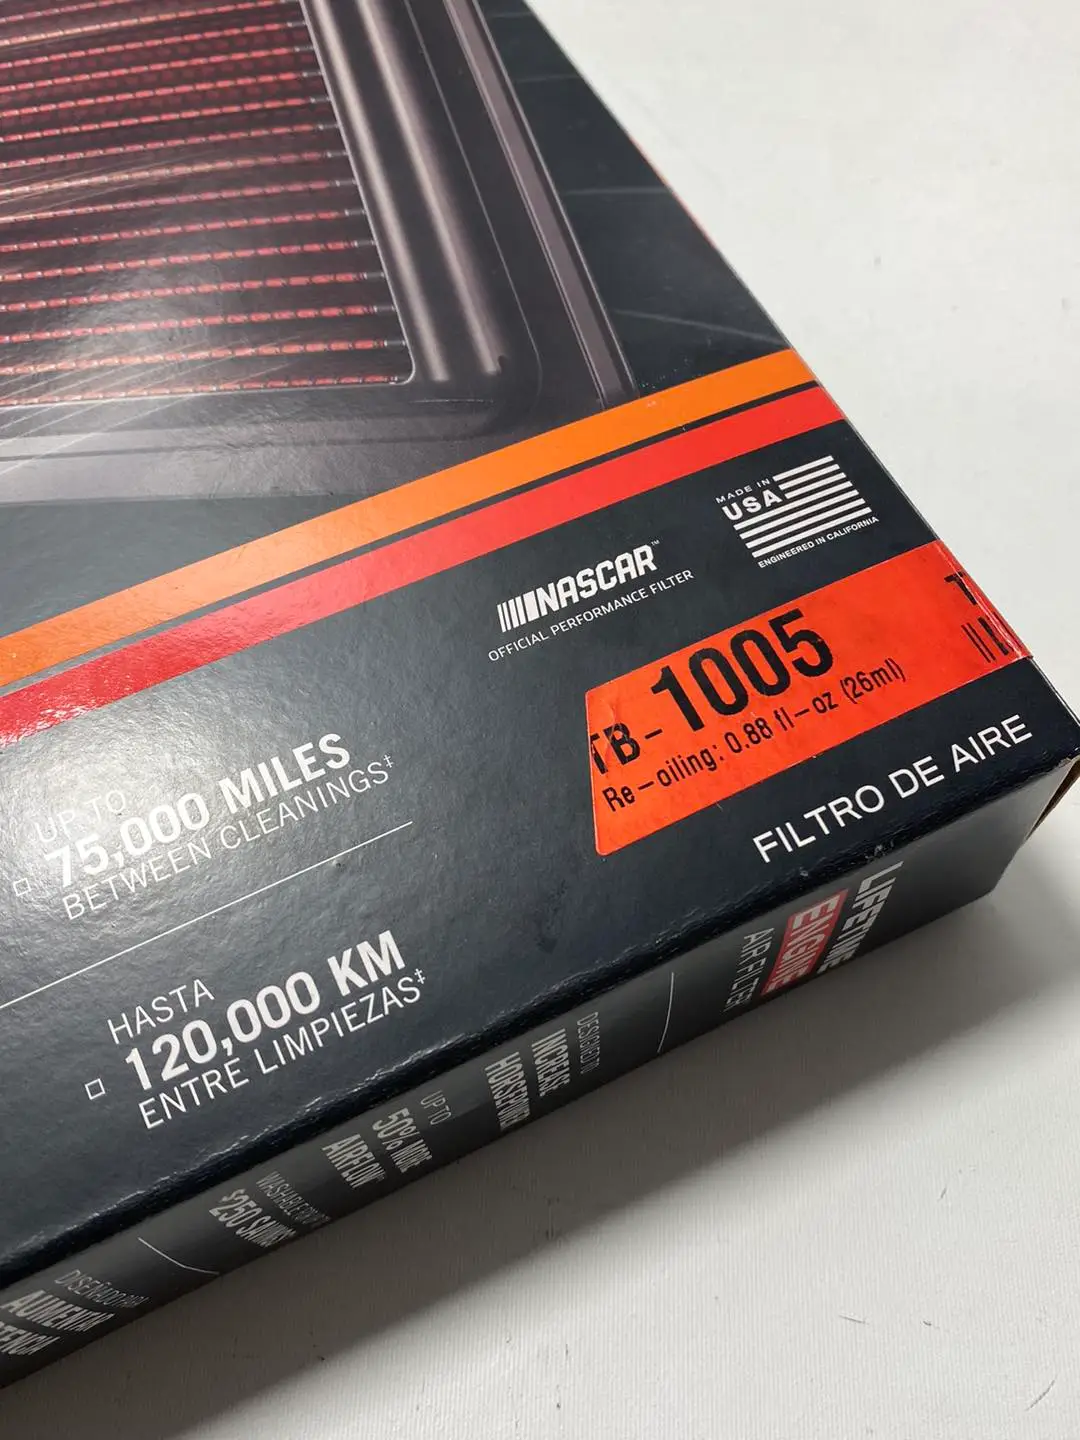 MADE IN
USA
ENGINEERED IN CALIFORNIA
NASCAR™
OFFICIAL PERFORMANCE FILTER
TB-1005
Re-oiling: 0.88 fl-oz (26ml)
FILTRO DE AIRE
UP TO
75,000 MILES
BETWEEN CLEANINGS‡
HASTA
120,000 KM
ENTRE LIMPIEZAS‡
LIFETIME
ENGINE
AIR FILTER
DESIGNED TO
INCREASE
HORSEPOWER
UP TO
50% MORE
AIRFLOW
WASHABLE
$250 SAVINGS
DISEÑADO PARA
AUMENTAR